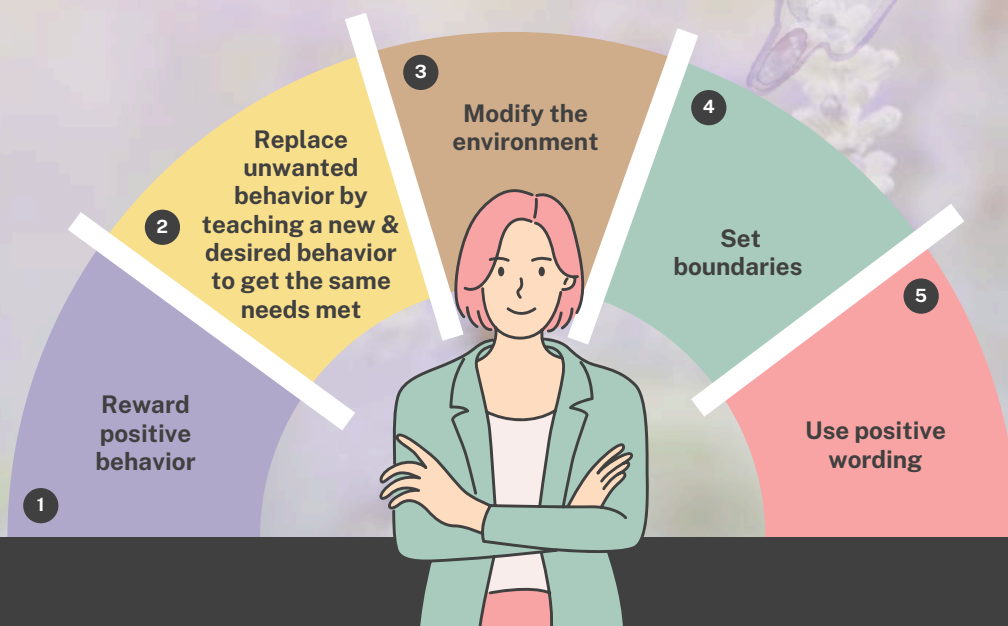 1
Reward
positive
behavior
2
Replace
unwanted
behavior by
teaching a new &
desired behavior
to get the same
needs met
3
Modify the
environment
4
Set
boundaries
5
Use positive
wording